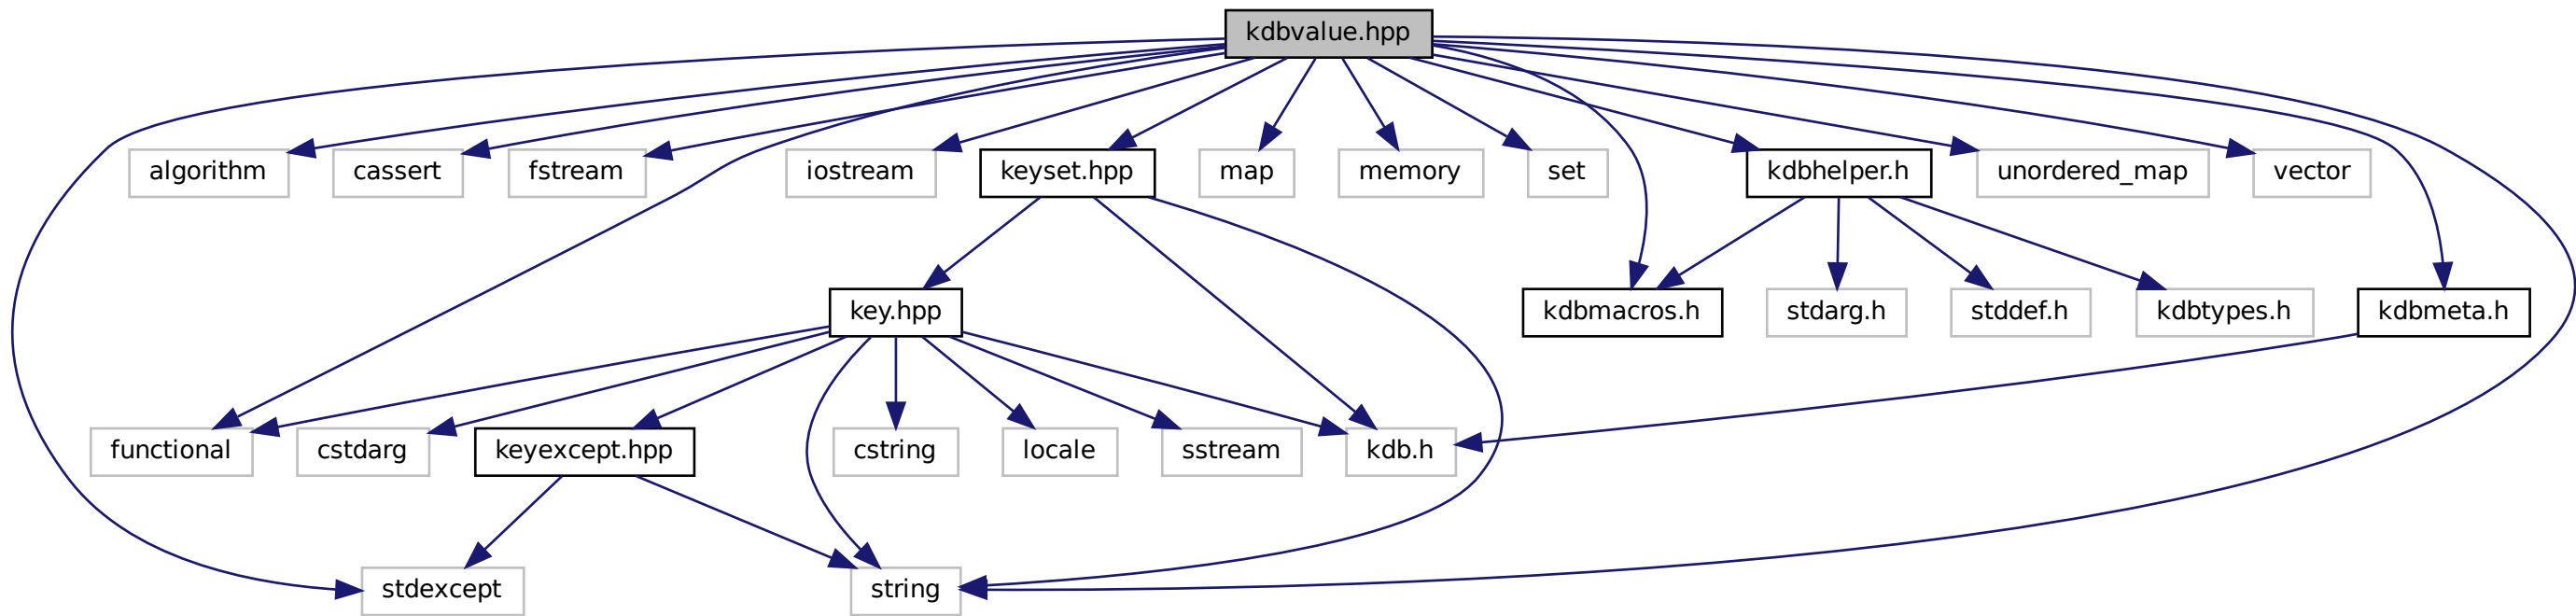 kdbvalue.hpp
algorithm
cassert
fstream
iostream
keyset.hpp
map
memory
set
kdbhelper.h
unordered_map
vector
key.hpp
kdbmacros.h
stdarg.h
stddef.h
kdbtypes.h
kdbmeta.h
functional
cstdarg
keyexcept.hpp
cstring
locale
sstream
kdb.h
stdexcept
string